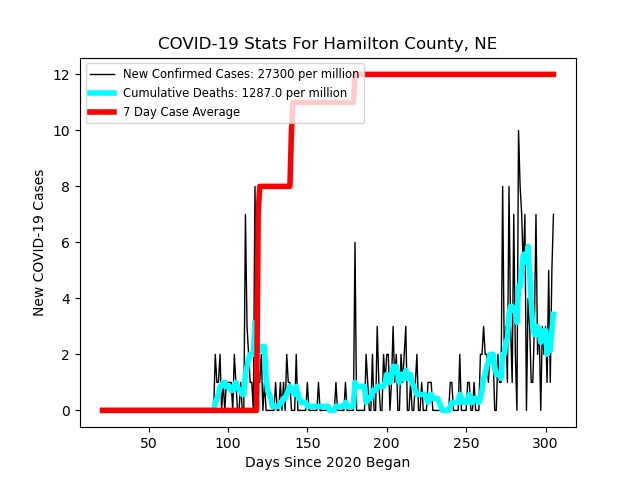 COVID-19 Stats For Hamilton County, NE
New Confirmed Cases: 27300 per million
Cumulative Deaths: 1287.0 per million
7 Day Case Average
12
10
8
6
4
2
0
New COVID-19 Cases
50 100 150 200 250 300
Days Since 2020 Began